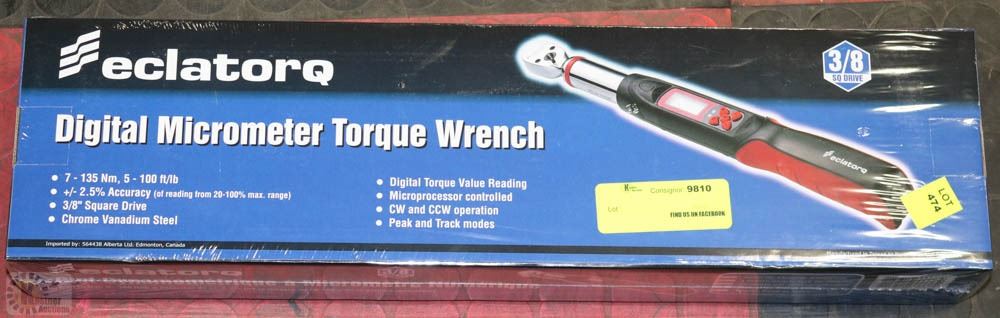 eclatorq
3/8
SQ DRIVE
Digital Micrometer Torque Wrench
eclatorq
• 7 - 135 Nm, 5 - 100 ft/lb
• +/- 2.5% Accuracy (of reading from 20-100% max. range)
• 3/8" Square Drive
• Chrome Vanadium Steel
• Digital Torque Value Reading
• Microprocessor controlled
• CW and CCW operation
• Peak and Track modes
Consignor: 9810
Lot:
FIND US ON FACEBOOK
LOT
474
Imported by: 564438 Alberta Ltd. Edmonton, Canada
eclatorq
Kastner
Auctions